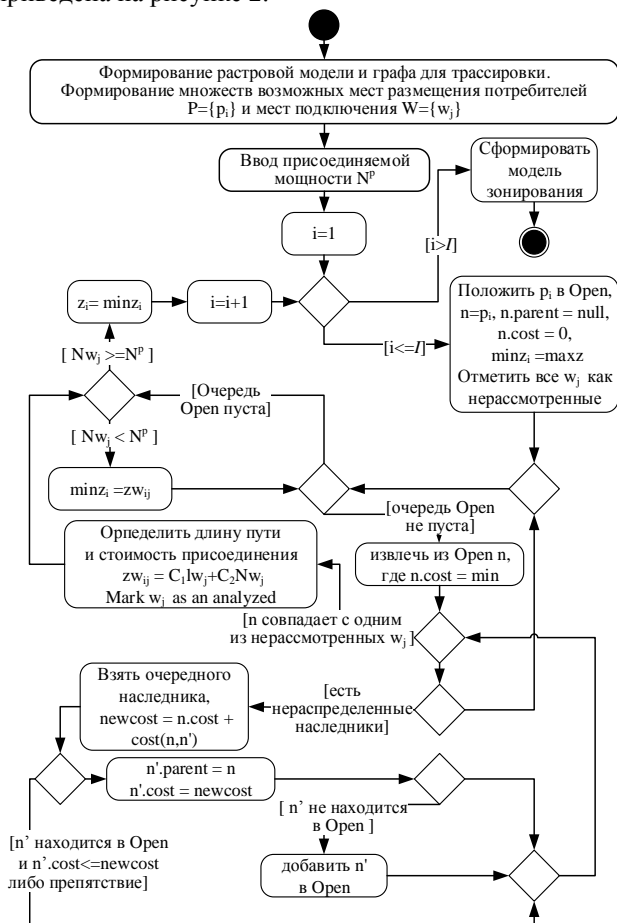 приведена на рисунке 2.
Формирование растровой модели и графа для трассировки.
Формирование множеств возможных мест размещения потребителей
P={pᵢ} и мест подключения W={wⱼ}
Ввод присоединяемой
мощности Nᵖ
Сформировать
модель
зонирования
i=1
[i>I]
zᵢ= minzᵢ
i=i+1
[i<=I]
Положить pᵢ в Open,
n=pᵢ, n.parent = null,
n.cost = 0,
minzᵢ =maxz
Отметить все wⱼ как
нерассмотренные
[ Nwⱼ >=Nᵖ ]
[Очередь
Open пуста]
[ Nwⱼ < Nᵖ ]
minzᵢ =zwᵢⱼ
[очередь Open
не пуста]
Орпеделить длину пути
и стоимость присоединения
zwᵢⱼ = C₁lwⱼ+C₂Nwⱼ
Mark wⱼ as an analyzed
извлечь из Open n,
где n.cost = min
[n совпадает с одним
из нерассмотренных wⱼ ]
Взять очередного
наследника,
newcost = n.cost +
cost(n,n')
[есть
нераспределенные
наследники]
n'.parent = n
n'.cost = newcost
[ n’ не находится
в Open ]
[n’ находится в Open
и n’.cost<=newcost
либо препятствие]
добавить n'
в Open